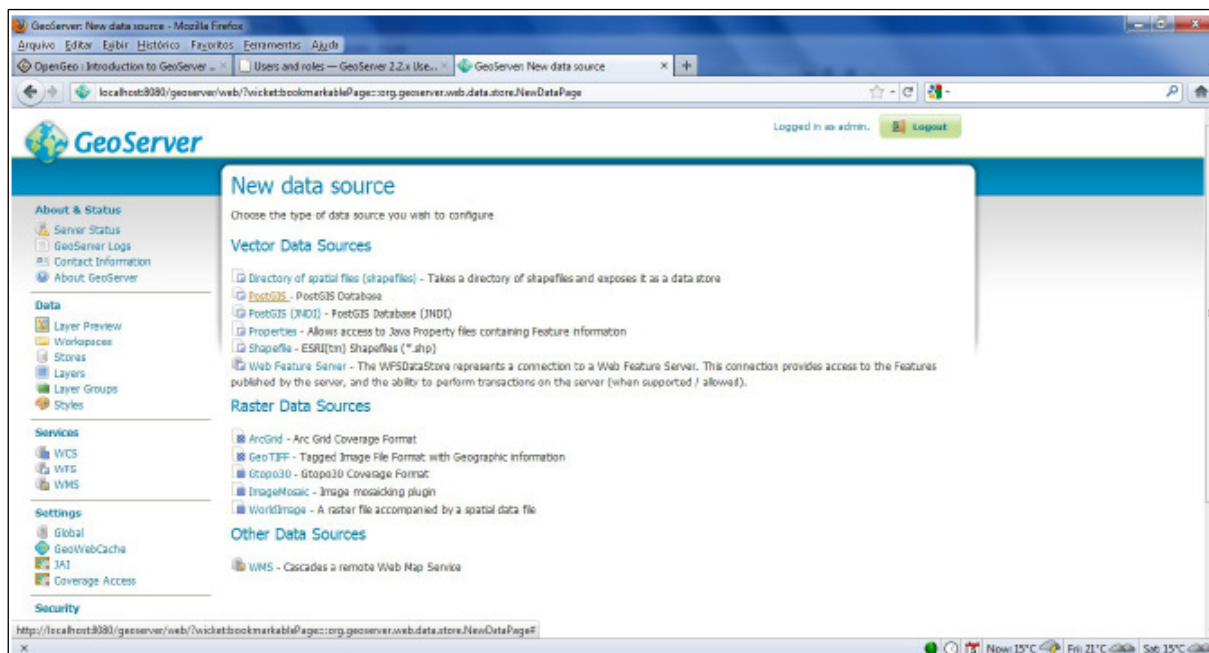 GeoServer: New data source - Mozilla Firefox
Arquivo Editar Exibir Histórico Favoritos Ferramentas Ajuda
OpenGeo : Introduction to GeoServer ...
Users and roles — GeoServer 2.2.x Use...
GeoServer: New data source
localhost:8080/geoserver/web/?wicket:bookmarkablePage=:org.geoserver.web.data.store.NewDataPage
GeoServer
Logged in as admin.
Logout
About & Status
Server Status
GeoServer Logs
Contact Information
About GeoServer
Data
Layer Preview
Workspaces
Stores
Layers
Layer Groups
Styles
Services
WCS
WFS
WMS
Settings
Global
GeoWebCache
JAI
Coverage Access
Security
New data source
Choose the type of data source you wish to configure
Vector Data Sources
Directory of spatial files (shapefiles) - Takes a directory of shapefiles and exposes it as a data store
PostGIS - PostGIS Database
PostGIS (JNDI) - PostGIS Database (JNDI)
Properties - Allows access to Java Property files containing Feature information
Shapefile - ESRI(tm) Shapefiles (*.shp)
Web Feature Server - The WFSDataStore represents a connection to a Web Feature Server. This connection provides access to the Features
published by the server, and the ability to perform transactions on the server (when supported / allowed).
Raster Data Sources
ArcGrid - Arc Grid Coverage Format
GeoTIFF - Tagged Image File Format with Geographic information
Gtopo30 - Gtopo30 Coverage Format
ImageMosaic - Image mosaicking plugin
WorldImage - A raster file accompanied by a spatial data file
Other Data Sources
WMS - Cascades a remote Web Map Service
http://localhost:8080/geoserver/web/?wicket:bookmarkablePage=:org.geoserver.web.data.store.NewDataPage#
Now: 15°C Fri: 21°C Sat: 15°C